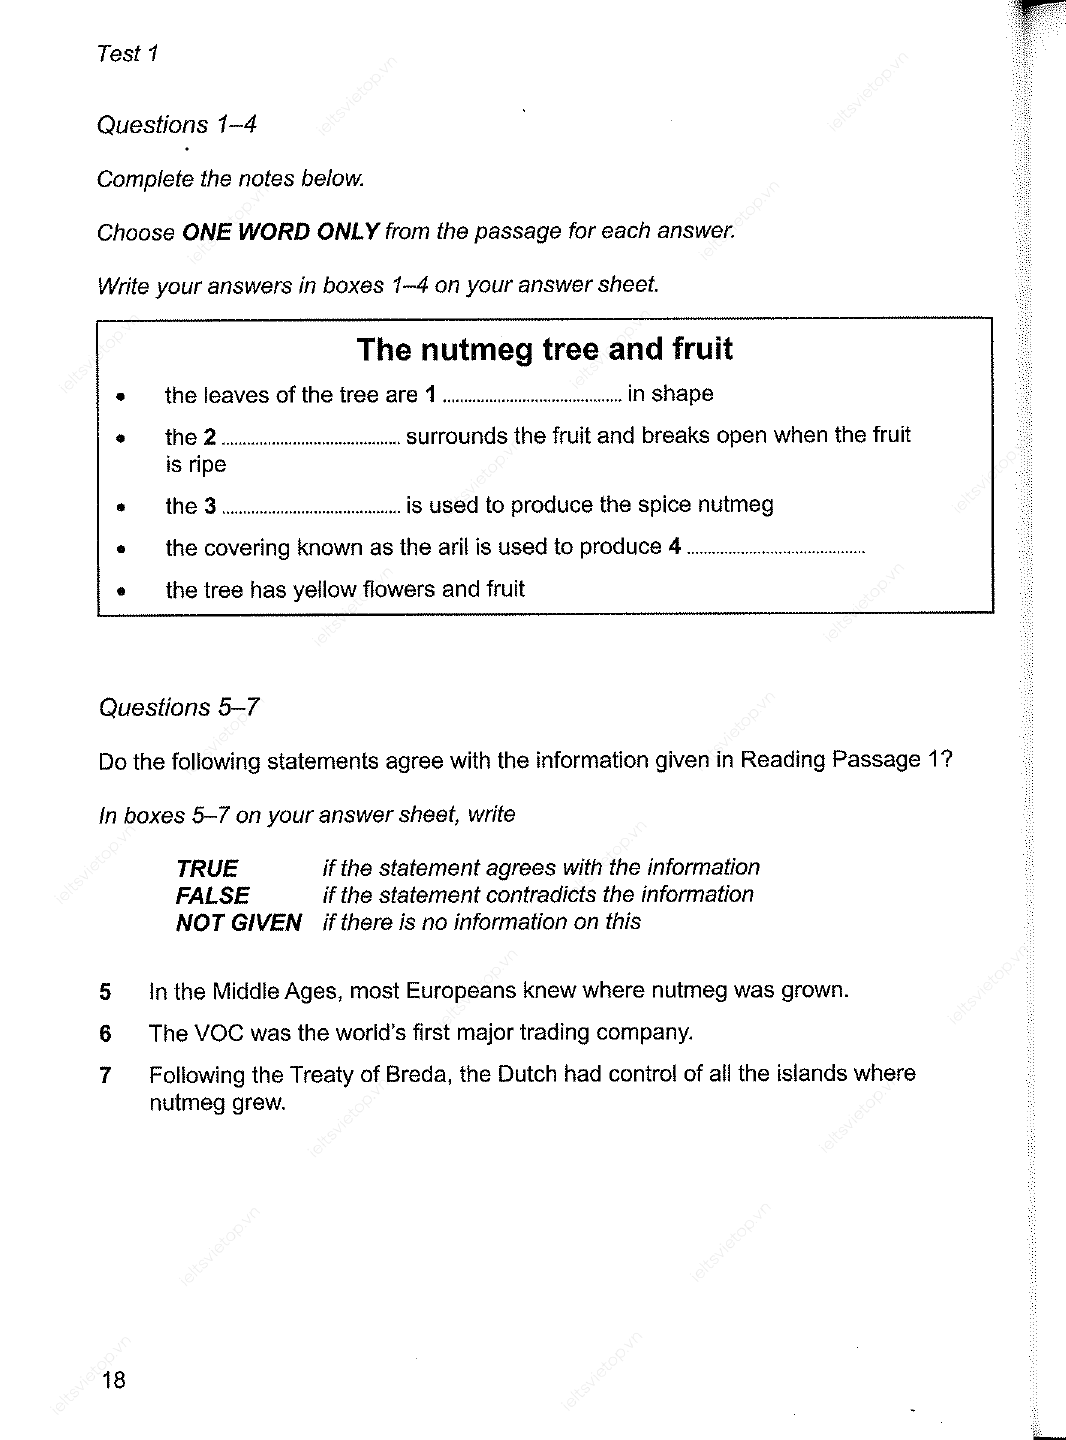 Test 1
Questions 1–4
Complete the notes below.
Choose ONE WORD ONLY from the passage for each answer.
Write your answers in boxes 1–4 on your answer sheet.
The nutmeg tree and fruit
• the leaves of the tree are 1 .......................................... in shape
• the 2 .......................................... surrounds the fruit and breaks open when the fruit
is ripe
• the 3 .......................................... is used to produce the spice nutmeg
• the covering known as the aril is used to produce 4 ..........................................
• the tree has yellow flowers and fruit
Questions 5–7
Do the following statements agree with the information given in Reading Passage 1?
In boxes 5–7 on your answer sheet, write
TRUE if the statement agrees with the information
FALSE if the statement contradicts the information
NOT GIVEN if there is no information on this
5 In the Middle Ages, most Europeans knew where nutmeg was grown.
6 The VOC was the world's first major trading company.
7 Following the Treaty of Breda, the Dutch had control of all the islands where
nutmeg grew.
18
ieltsvietop.vn